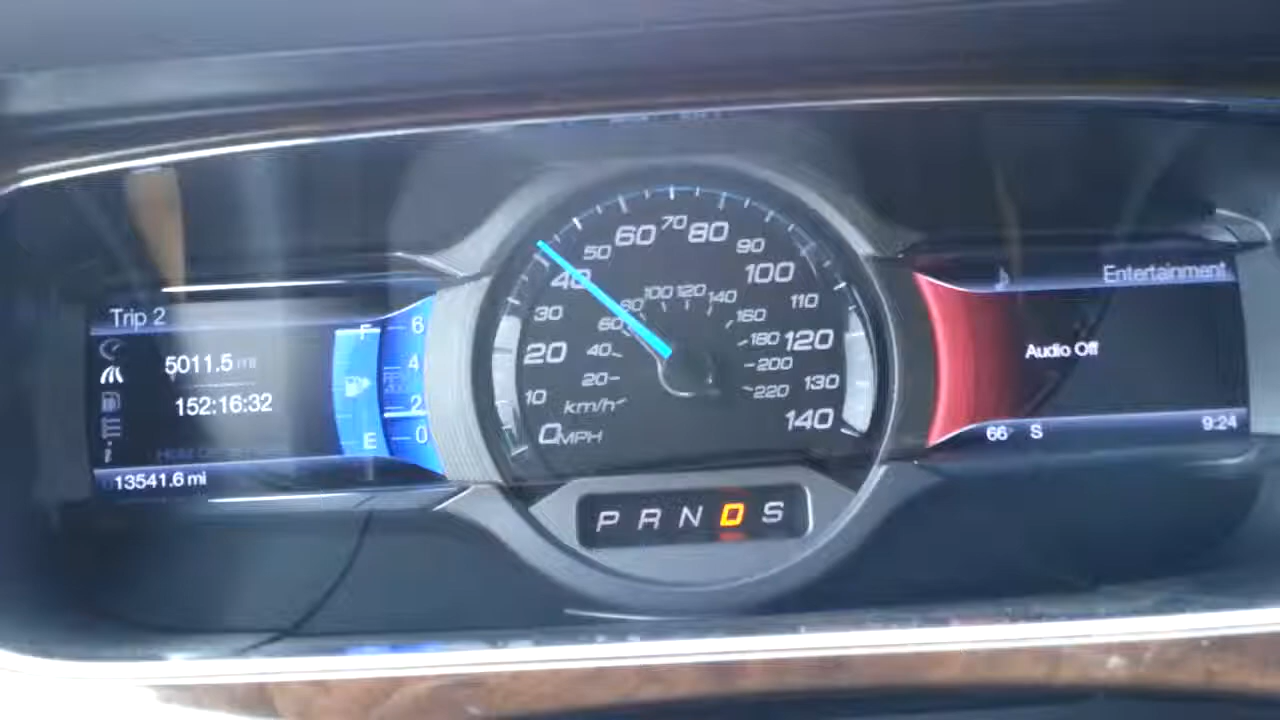 Trip 2
5011.5 mi
152:16:32
13541.6 mi
F
E
6
4
2
0
0 MPH
10
20
30
40
50
60
70
80
90
100
110
120
130
140
km/h
20
40
60
80
100
120
140
160
180
200
220
P R N D S
Entertainment
Audio Off
66° S
9:24